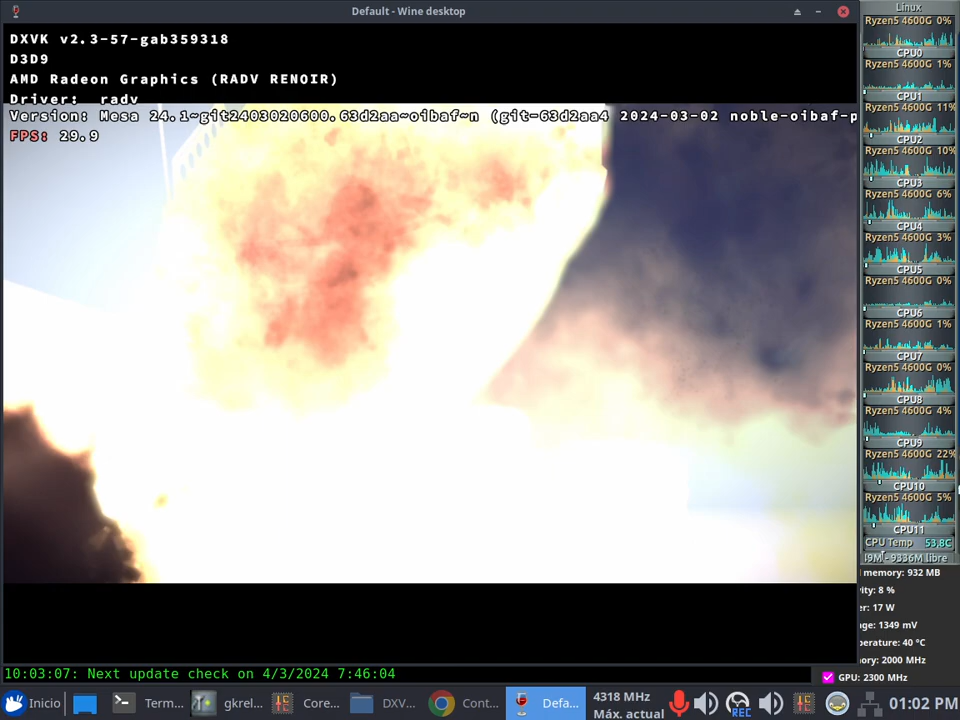 Default - Wine desktop
DXVK v2.3-57-gab359318
D3D9
AMD Radeon Graphics (RADV RENOIR)
Driver: radv
Version: Mesa 24.1~git2403020600.63d2aa~oibaf~n (git-63d2aa4 2024-03-02 noble-oibaf-p
FPS: 29.9
10:03:07: Next update check on 4/3/2024 7:46:04
Linux
Ryzen5 4600G 0%
CPU0
Ryzen5 4600G 1%
CPU1
Ryzen5 4600G 11%
CPU2
Ryzen5 4600G 10%
CPU3
Ryzen5 4600G 6%
CPU4
Ryzen5 4600G 3%
CPU5
Ryzen5 4600G 0%
CPU6
Ryzen5 4600G 1%
CPU7
Ryzen5 4600G 0%
CPU8
Ryzen5 4600G 4%
CPU9
Ryzen5 4600G 22%
CPU10
Ryzen5 4600G 5%
CPU11
CPU Temp 53.8C
9M - 9336M libre
memory: 932 MB
ity: 8 %
er: 17 W
ge: 1349 mV
perature: 40 °C
ory: 2000 MHz
GPU: 2300 MHz
Inicio
Term...
gkrel...
Core...
DXV...
Cont...
Defa...
4318 MHz
Máx. actual
REC
01:02 PM